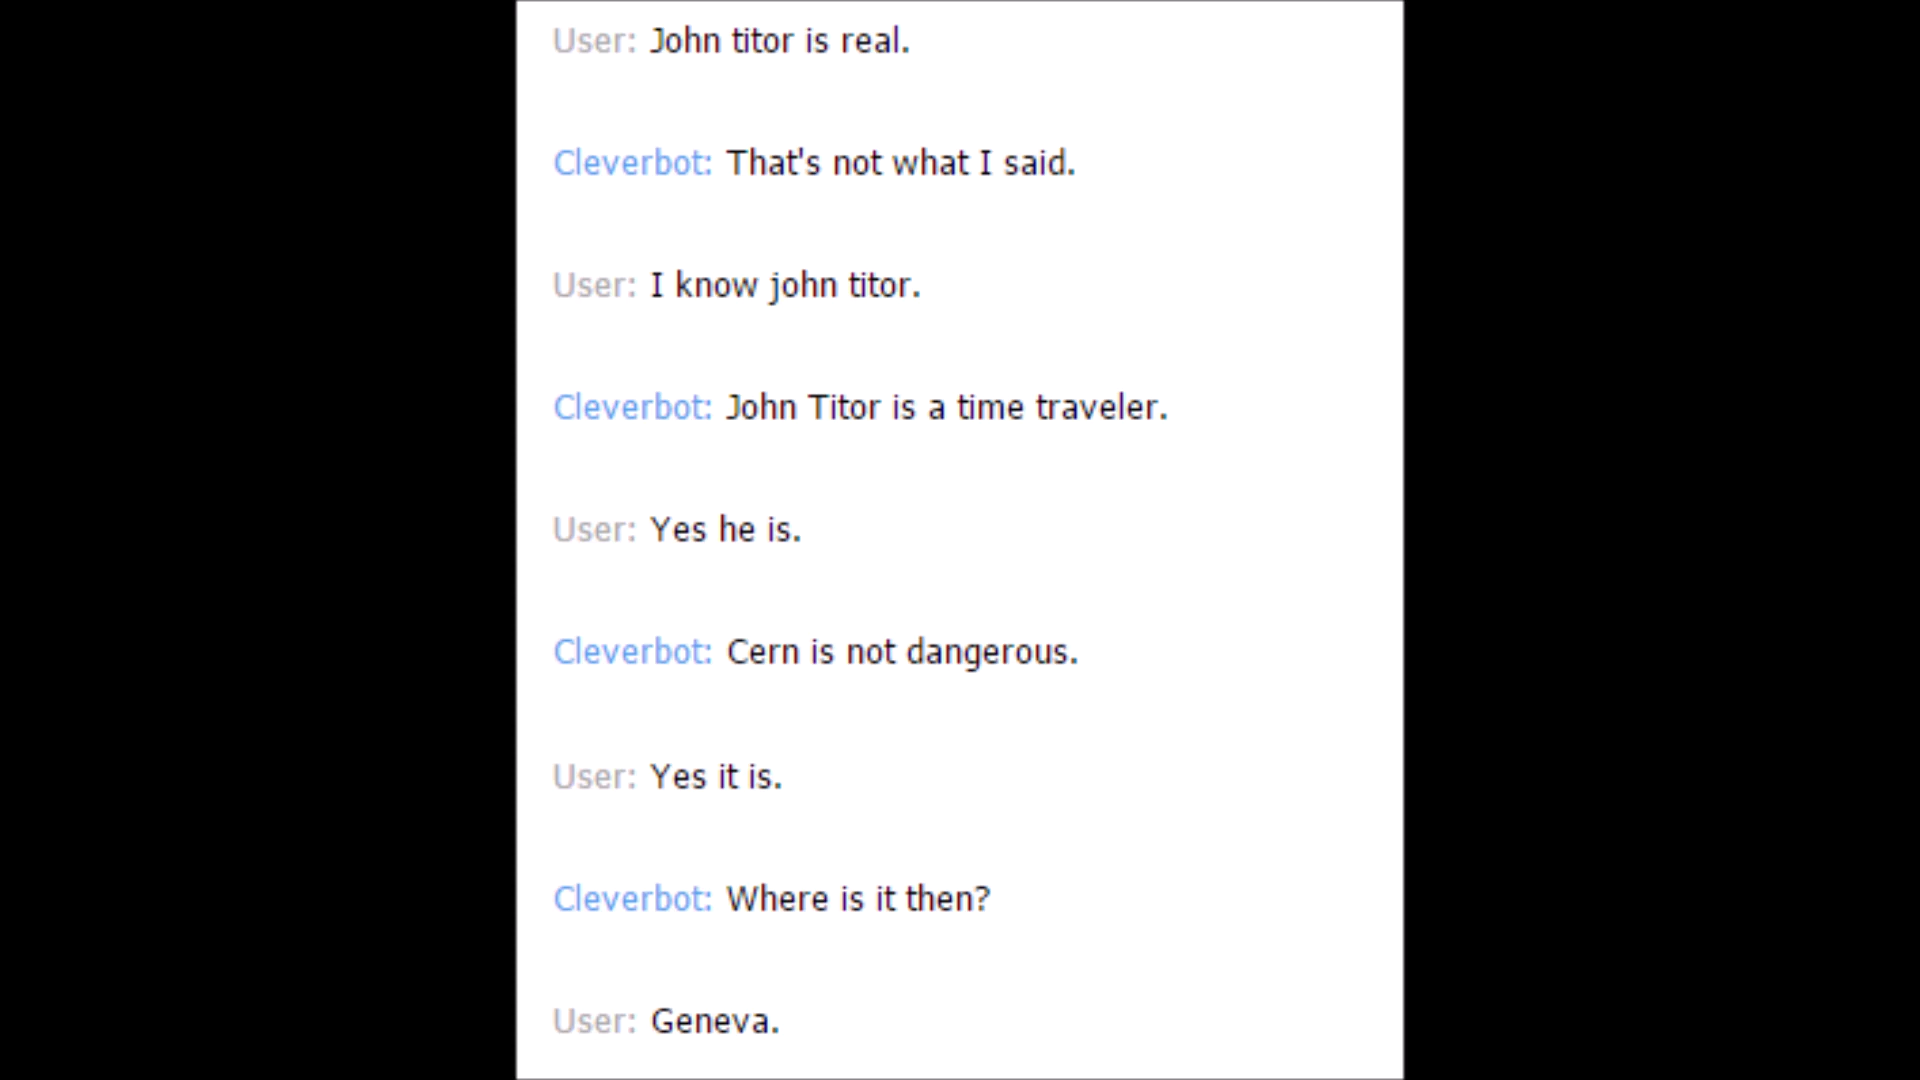 User: John titor is real.
Cleverbot: That's not what I said.
User: I know john titor.
Cleverbot: John Titor is a time traveler.
User: Yes he is.
Cleverbot: Cern is not dangerous.
User: Yes it is.
Cleverbot: Where is it then?
User: Geneva.